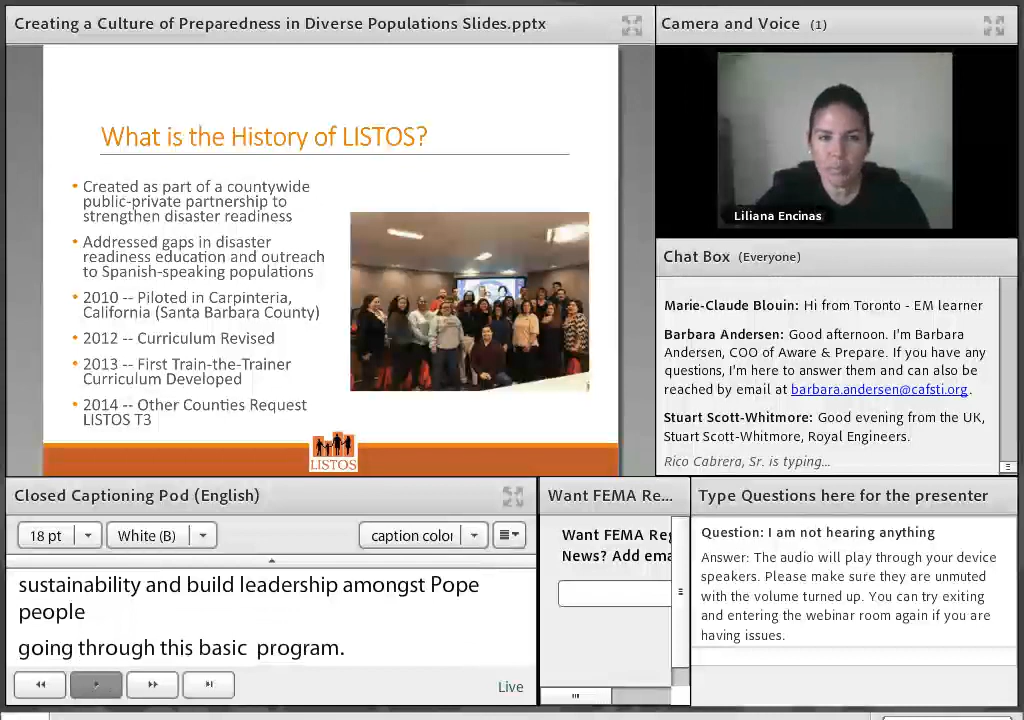 Creating a Culture of Preparedness in Diverse Populations Slides.pptx
What is the History of LISTOS?
• Created as part of a countywide
public-private partnership to
strengthen disaster readiness
• Addressed gaps in disaster
readiness education and outreach
to Spanish-speaking populations
• 2010 -- Piloted in Carpinteria,
California (Santa Barbara County)
• 2012 -- Curriculum Revised
• 2013 -- First Train-the-Trainer
Curriculum Developed
• 2014 -- Other Counties Request
LISTOS T3
LISTOS
Camera and Voice (1)
Liliana Encinas
Chat Box (Everyone)
Marie-Claude Blouin: Hi from Toronto - EM learner
Barbara Andersen: Good afternoon. I'm Barbara
Andersen, COO of Aware & Prepare. If you have any
questions, I'm here to answer them and can also be
reached by email at barbara.andersen@cafsti.org.
Stuart Scott-Whitmore: Good evening from the UK,
Stuart Scott-Whitmore, Royal Engineers.
Rico Cabrera, Sr. is typing...
Closed Captioning Pod (English)
18 pt
White (B)
caption color
sustainability and build leadership amongst Pope
people
going through this basic program.
Live
Want FEMA Re...
Want FEMA Reg
News? Add ema
Type Questions here for the presenter
Question: I am not hearing anything
Answer: The audio will play through your device
speakers. Please make sure they are unmuted
with the volume turned up. You can try exiting
and entering the webinar room again if you are
having issues.